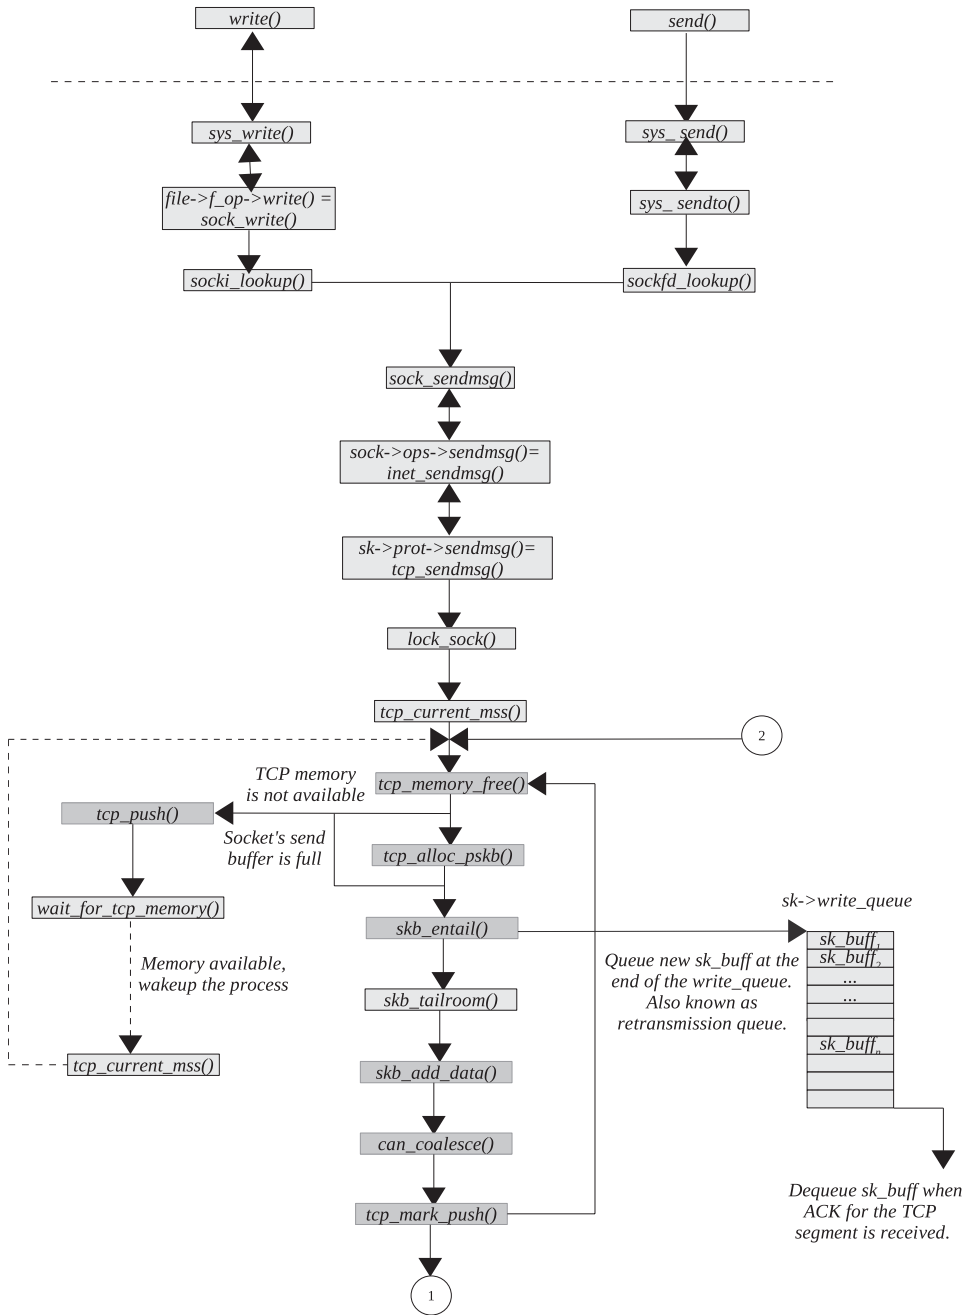 write()
send()
sys_write()
sys_ send()
file->f_op->write() =
sock_write()
sys_ sendto()
socki_lookup()
sockfd_lookup()
sock_sendmsg()
sock->ops->sendmsg()=
inet_sendmsg()
sk->prot->sendmsg()=
tcp_sendmsg()
lock_sock()
tcp_current_mss()
2
TCP memory
is not available
tcp_memory_free()
tcp_push()
Socket's send
buffer is full
tcp_alloc_pskb()
wait_for_tcp_memory()
skb_entail()
sk->write_queue
sk_buff1
sk_buff2
...
...
sk_buffn
Queue new sk_buff at the
end of the write_queue.
Also known as
retransmission queue.
Memory available,
wakeup the process
skb_tailroom()
tcp_current_mss()
skb_add_data()
can_coalesce()
tcp_mark_push()
Dequeue sk_buff when
ACK for the TCP
segment is received.
1